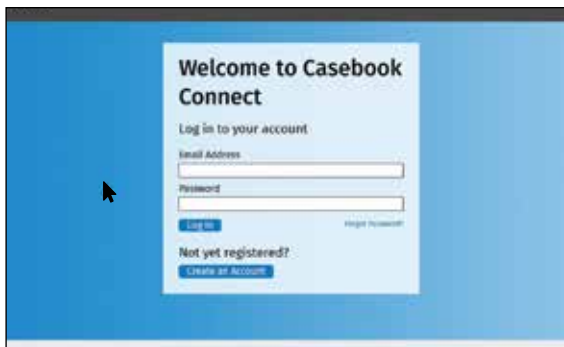 Welcome to Casebook
Connect
Log in to your account
Email Address
Password
Log In
Forgot Password?
Not yet registered?
Create an Account